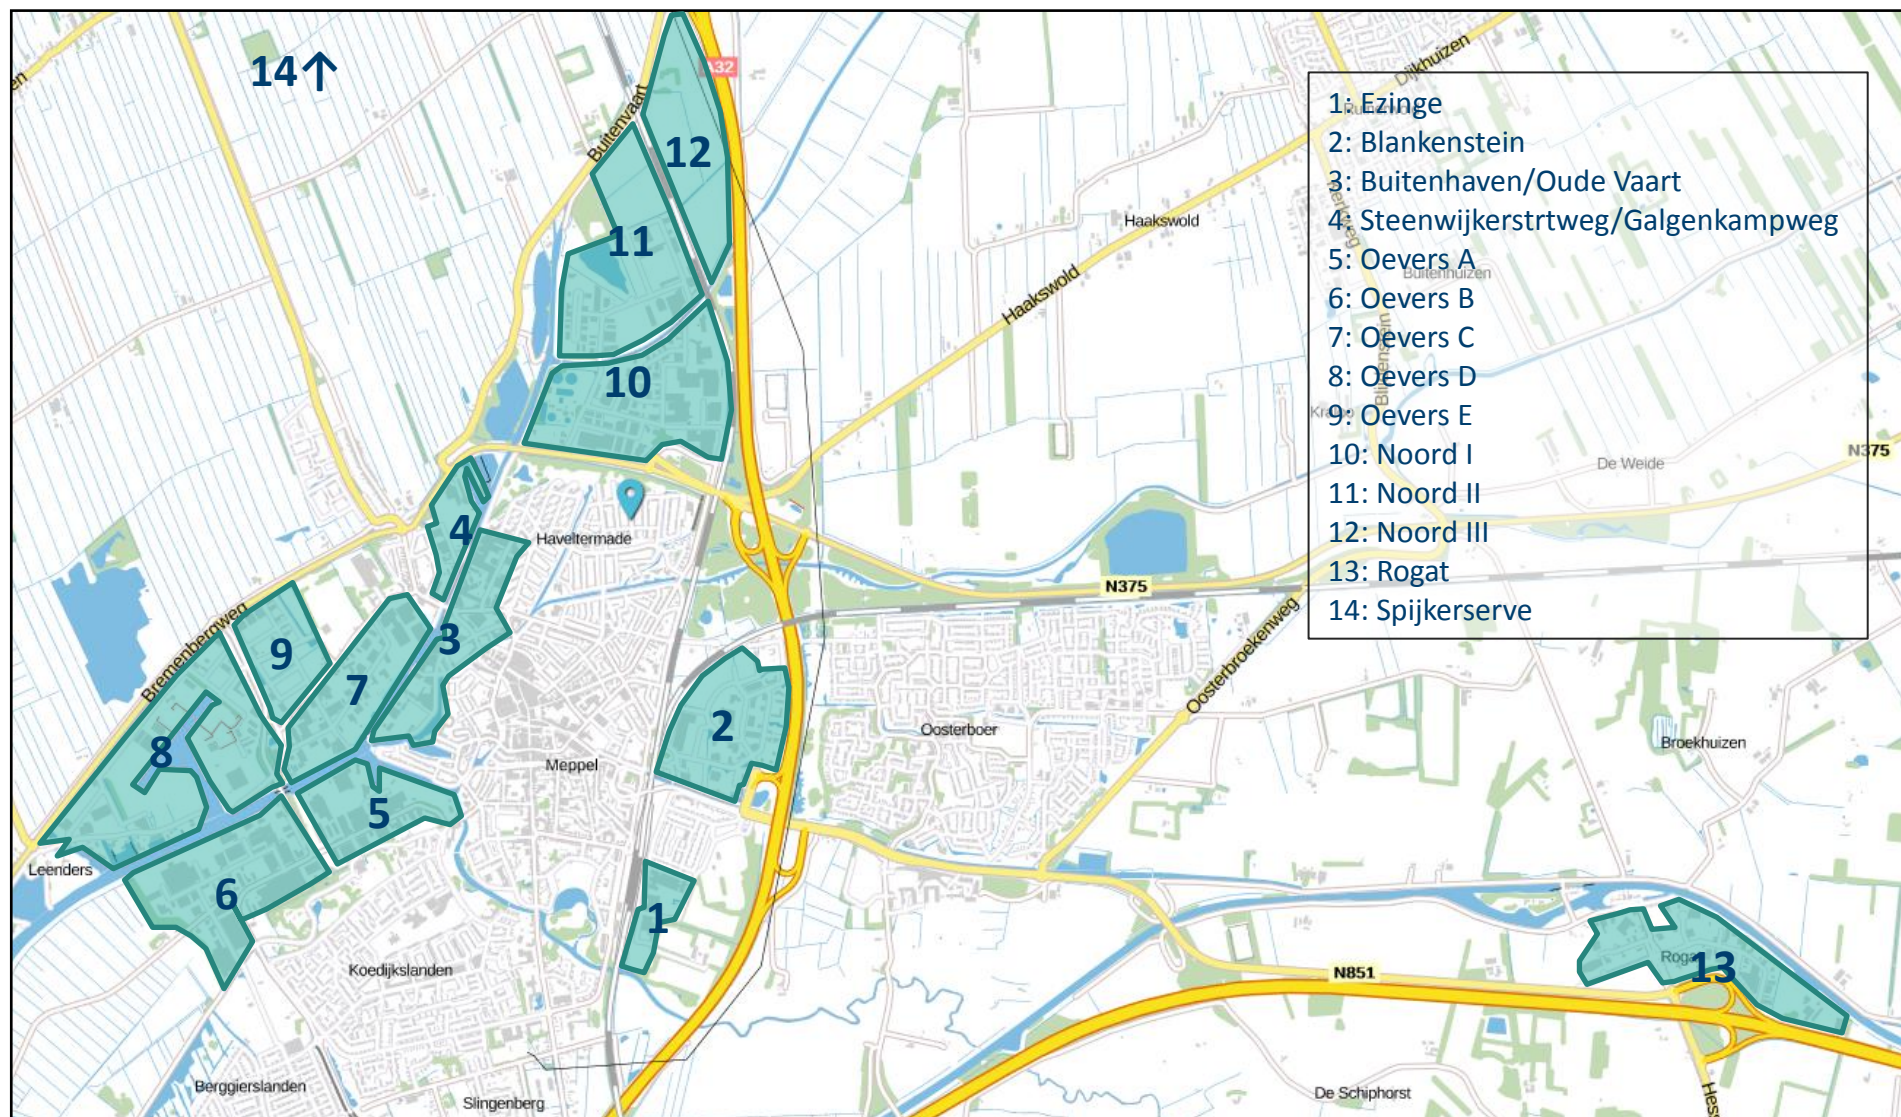 14↑
A32
Buitenvaart
12
11
10
Haakswold
Haakswold
Dijkhuizen
1: Ezinge
2: Blankenstein
3: Buitenhaven/Oude Vaart
4: Steenwijkerstrtweg/Galgenkampweg
5: Oevers A
6: Oevers B
7: Oevers C
8: Oevers D
9: Oevers E
10: Noord I
11: Noord II
12: Noord III
13: Rogat
14: Spijkerserve
Buitenhuizen
Blijdenstein
De Weide
N375
4
Haveltermade
N375
3
9
Bremenbergweg
7
8
2
Oosterboer
Oosterbroekenweg
Broekhuizen
Meppel
5
Leenders
6
1
Koedijkslanden
N851
13
Berggierslanden
Slingenberg
De Schiphorst